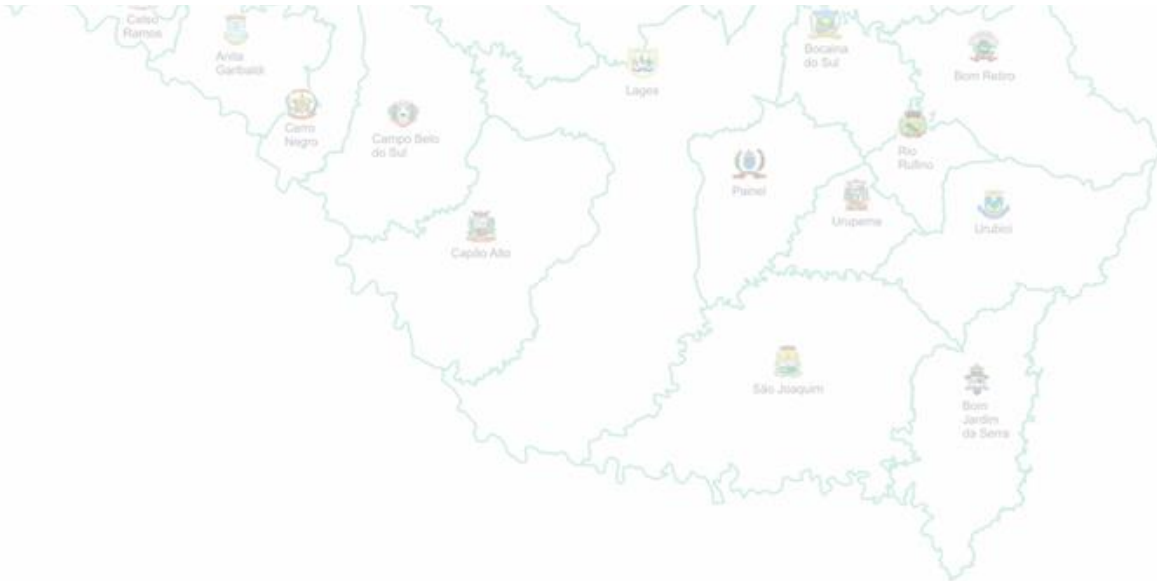 Celso
Ramos
Anita
Garibaldi
Cerro
Negro
Campo Belo
do Sul
Capão Alto
Lages
Bocaina
do Sul
Bom Retiro
Rio
Rufino
Painel
Urupema
Urubici
São Joaquim
Bom
Jardim
da Serra